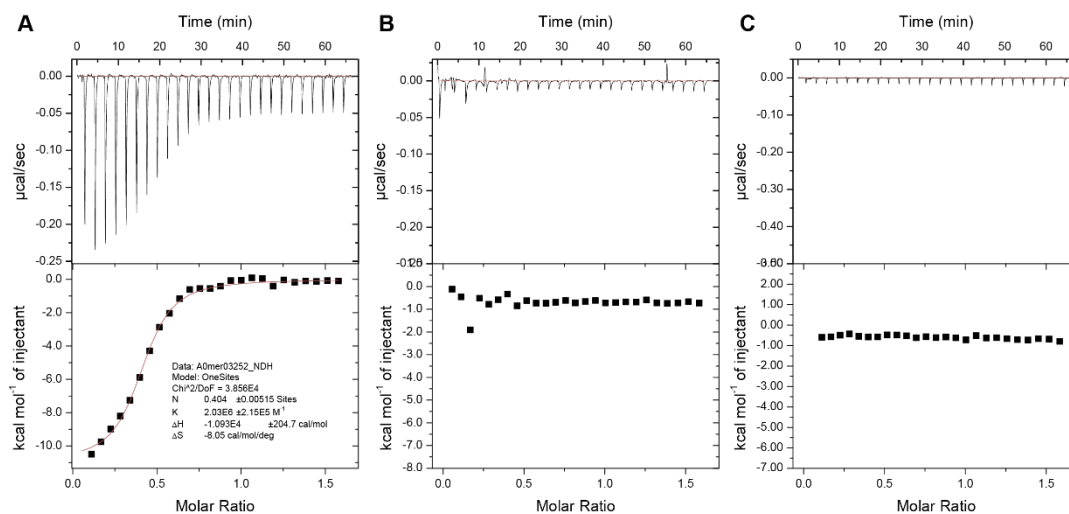 A
Time (min)
0 10 20 30 40 50 60
0.00
-0.05
-0.10
-0.15
-0.20
-0.25
µcal/sec
0.0
-2.0
-4.0
-6.0
-8.0
-10.0
kcal mol⁻¹ of injectant
Data: A0mer03252_NDH
Model: OneSites
Chi^2/DoF = 3.856E4
N 0.404 ±0.00515 Sites
K 2.03E6 ±2.15E5 M⁻¹
ΔH -1.093E4 ±204.7 cal/mol
ΔS -8.05 cal/mol/deg
0.0 0.5 1.0 1.5
Molar Ratio
B
Time (min)
0 10 20 30 40 50 60
0.00
-0.05
-0.10
-0.15
-0.20
-0.25
µcal/sec
0.0
-1.0
-2.0
-3.0
-4.0
-5.0
-6.0
-7.0
-8.0
kcal mol⁻¹ of injectant
0.0 0.5 1.0 1.5
Molar Ratio
C
Time (min)
0 10 20 30 40 50 60
0.00
-0.10
-0.20
-0.30
-0.40
µcal/sec
2.00
1.00
0.00
-1.00
-2.00
-3.00
-4.00
-5.00
-6.00
-7.00
kcal mol⁻¹ of injectant
0.0 0.5 1.0 1.5
Molar Ratio